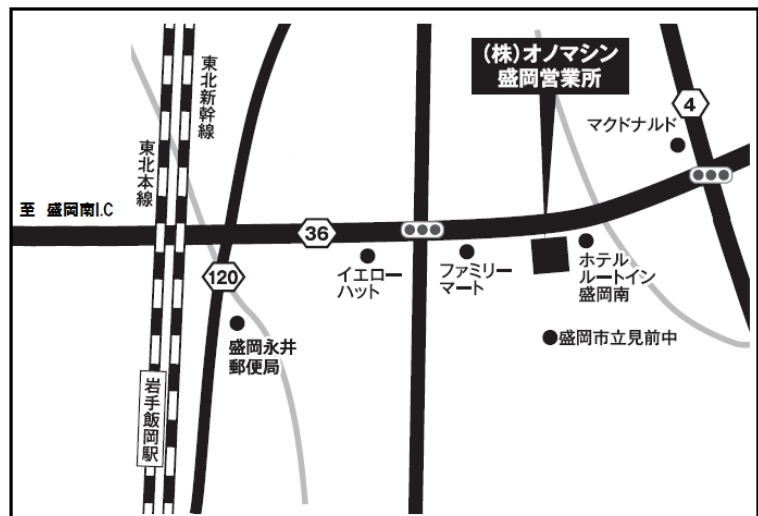 (株)オノマシン
盛岡営業所
4
マクドナルド
東北新幹線
東北本線
至 盛岡南I.C
36
120
イエロー
ハット
ファミリー
マート
ホテル
ルートイン
盛岡南
盛岡永井
郵便局
盛岡市立見前中
岩手飯岡駅